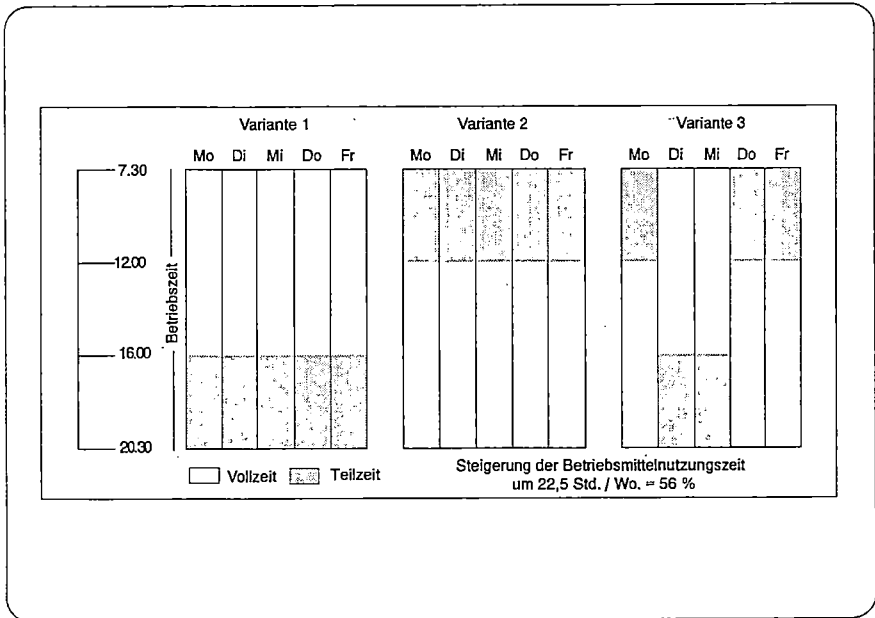 Variante 1 Variante 2 Variante 3
Mo Di Mi Do Fr Mo Di Mi Do Fr Mo Di Mi Do Fr
7.30
12.00
Betriebszeit
16.00
20.30
Vollzeit Teilzeit
Steigerung der Betriebsmittelnutzungszeit
um 22,5 Std. / Wo. = 56 %